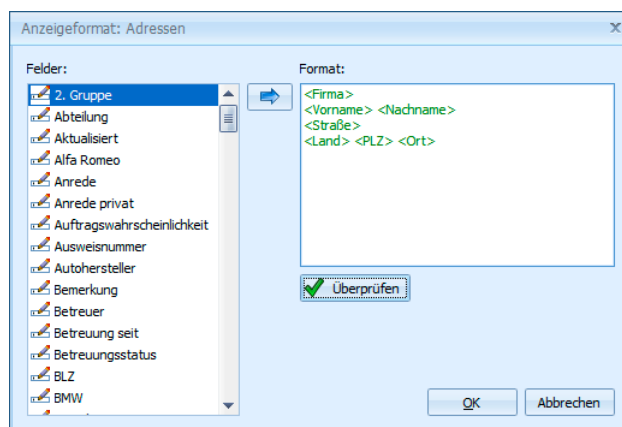 Anzeigeformat: Adressen
Felder:
2. Gruppe
Abteilung
Aktualisiert
Alfa Romeo
Anrede
Anrede privat
Auftragswahrscheinlichkeit
Ausweisnummer
Autohersteller
Bemerkung
Betreuer
Betreuung seit
Betreuungsstatus
BLZ
BMW
Format:
<Firma>
<Vorname> <Nachname>
<Straße>
<Land> <PLZ> <Ort>
Überprüfen
OK
Abbrechen